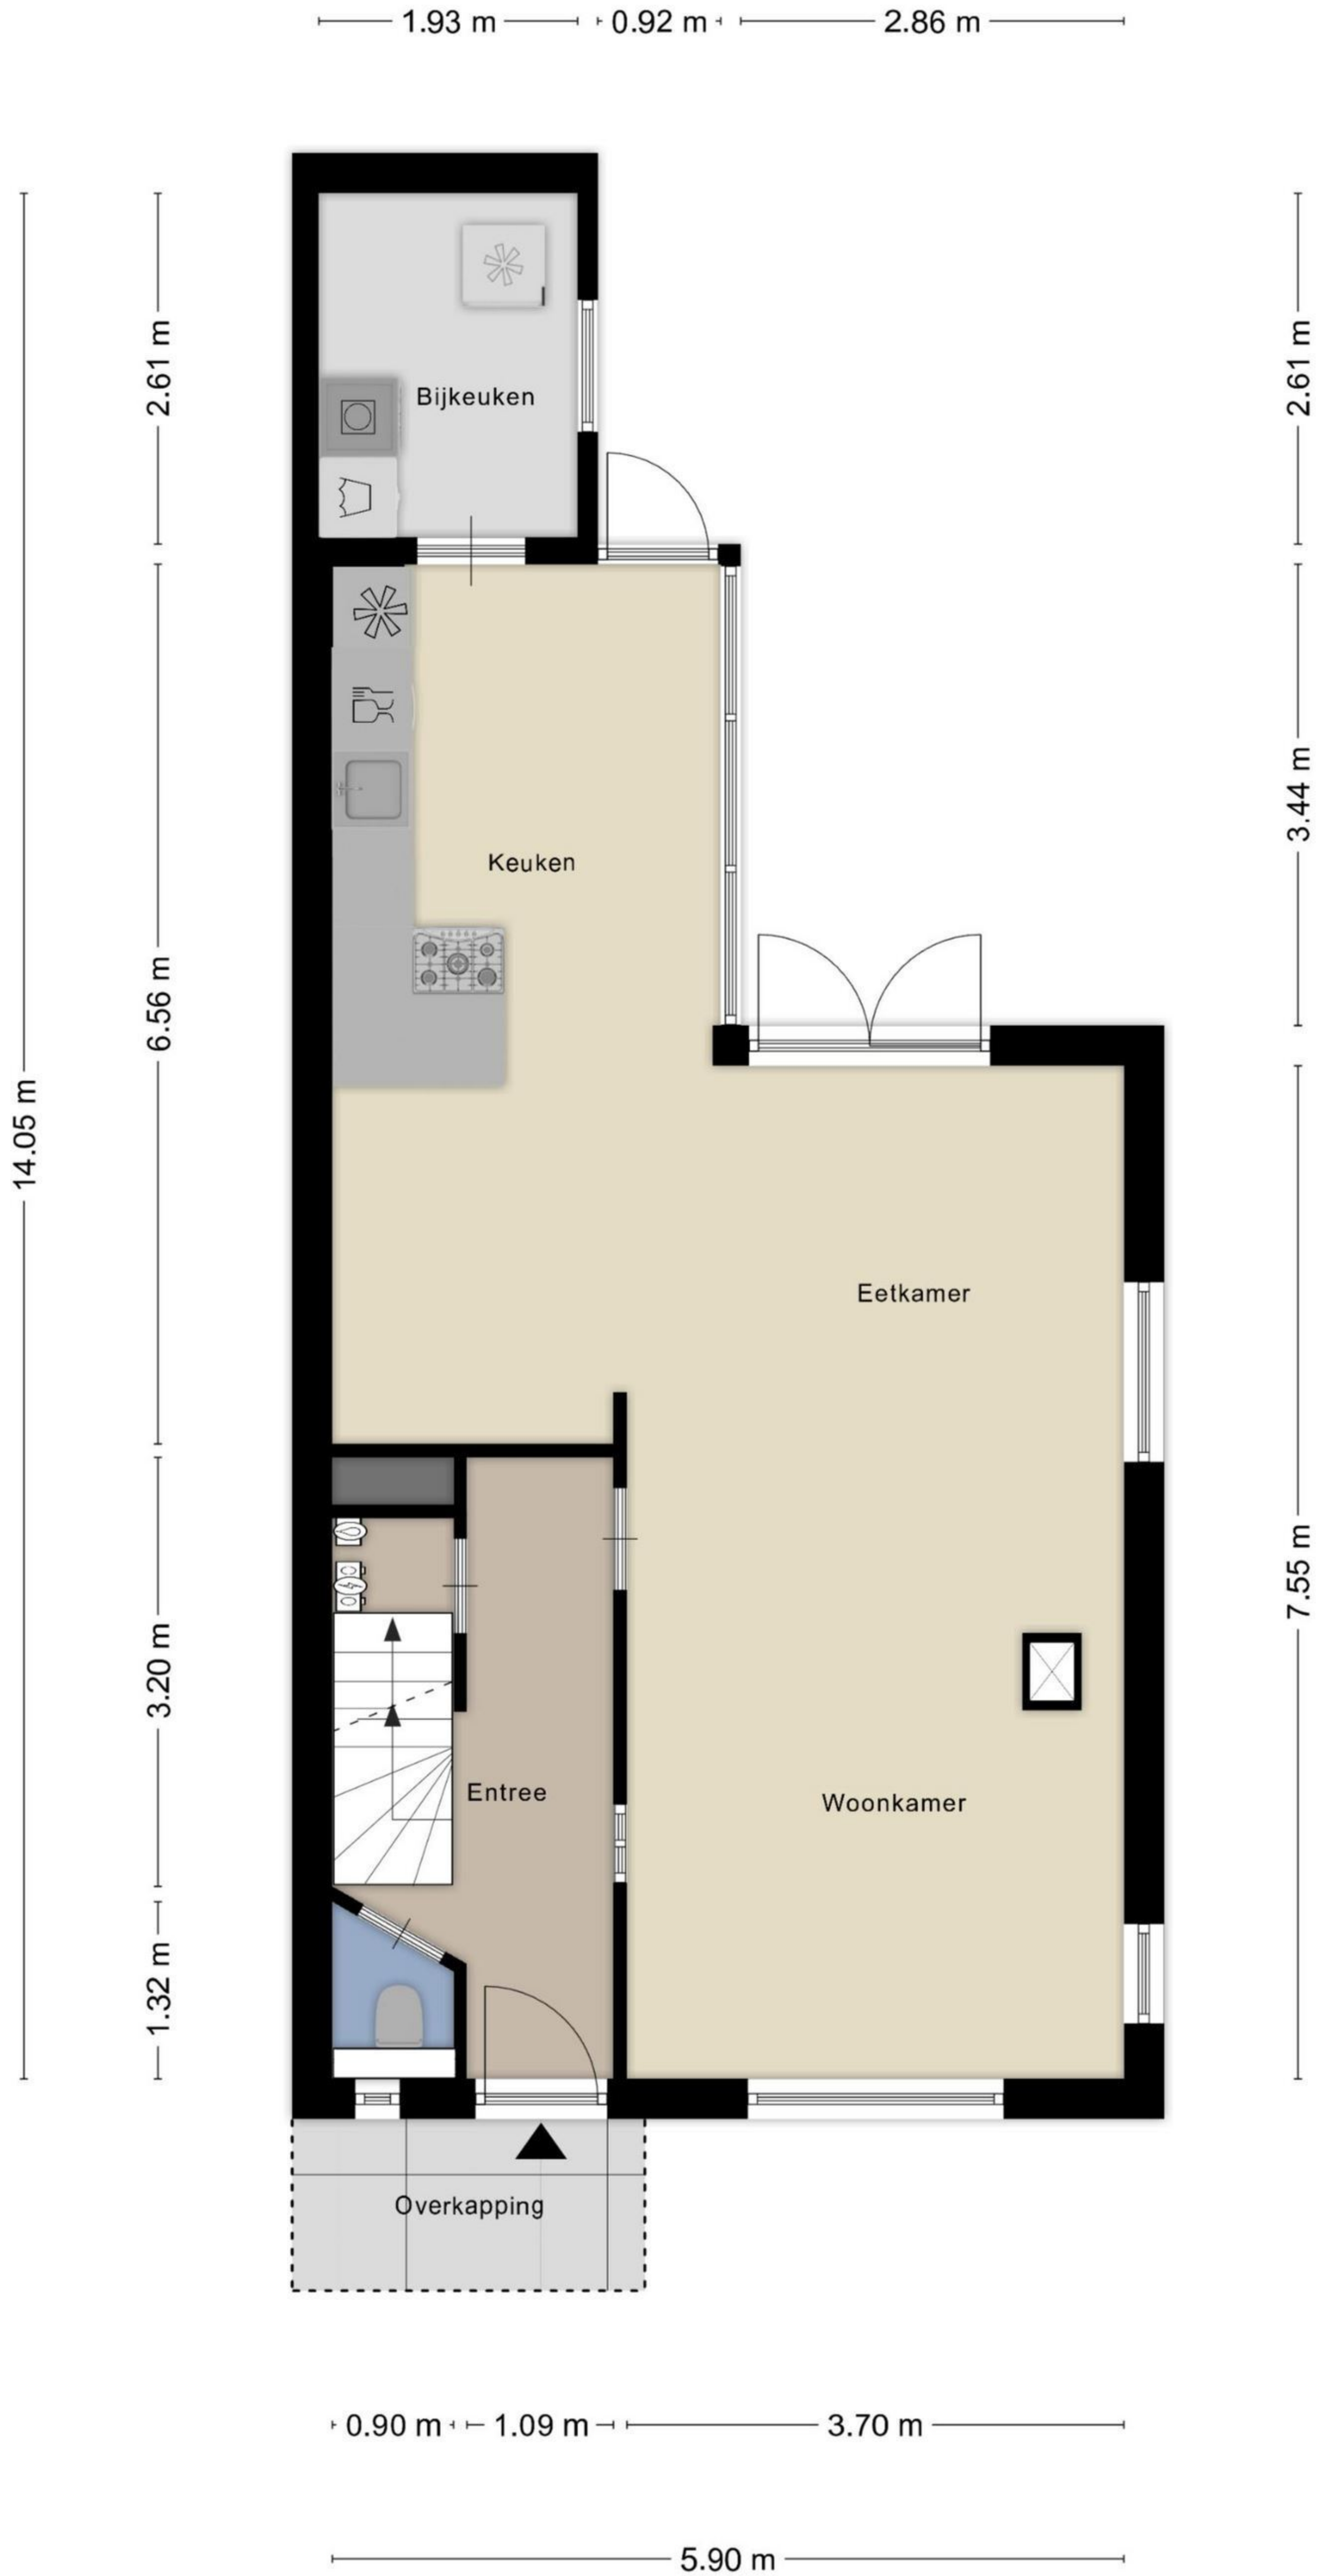 1.93 m 0.92 m 2.86 m
2.61 m
2.61 m
Bijkeuken
3.44 m
Keuken
6.56 m
14.05 m
Eetkamer
7.55 m
3.20 m
Entree
Woonkamer
1.32 m
Overkapping
0.90 m 1.09 m 3.70 m
5.90 m